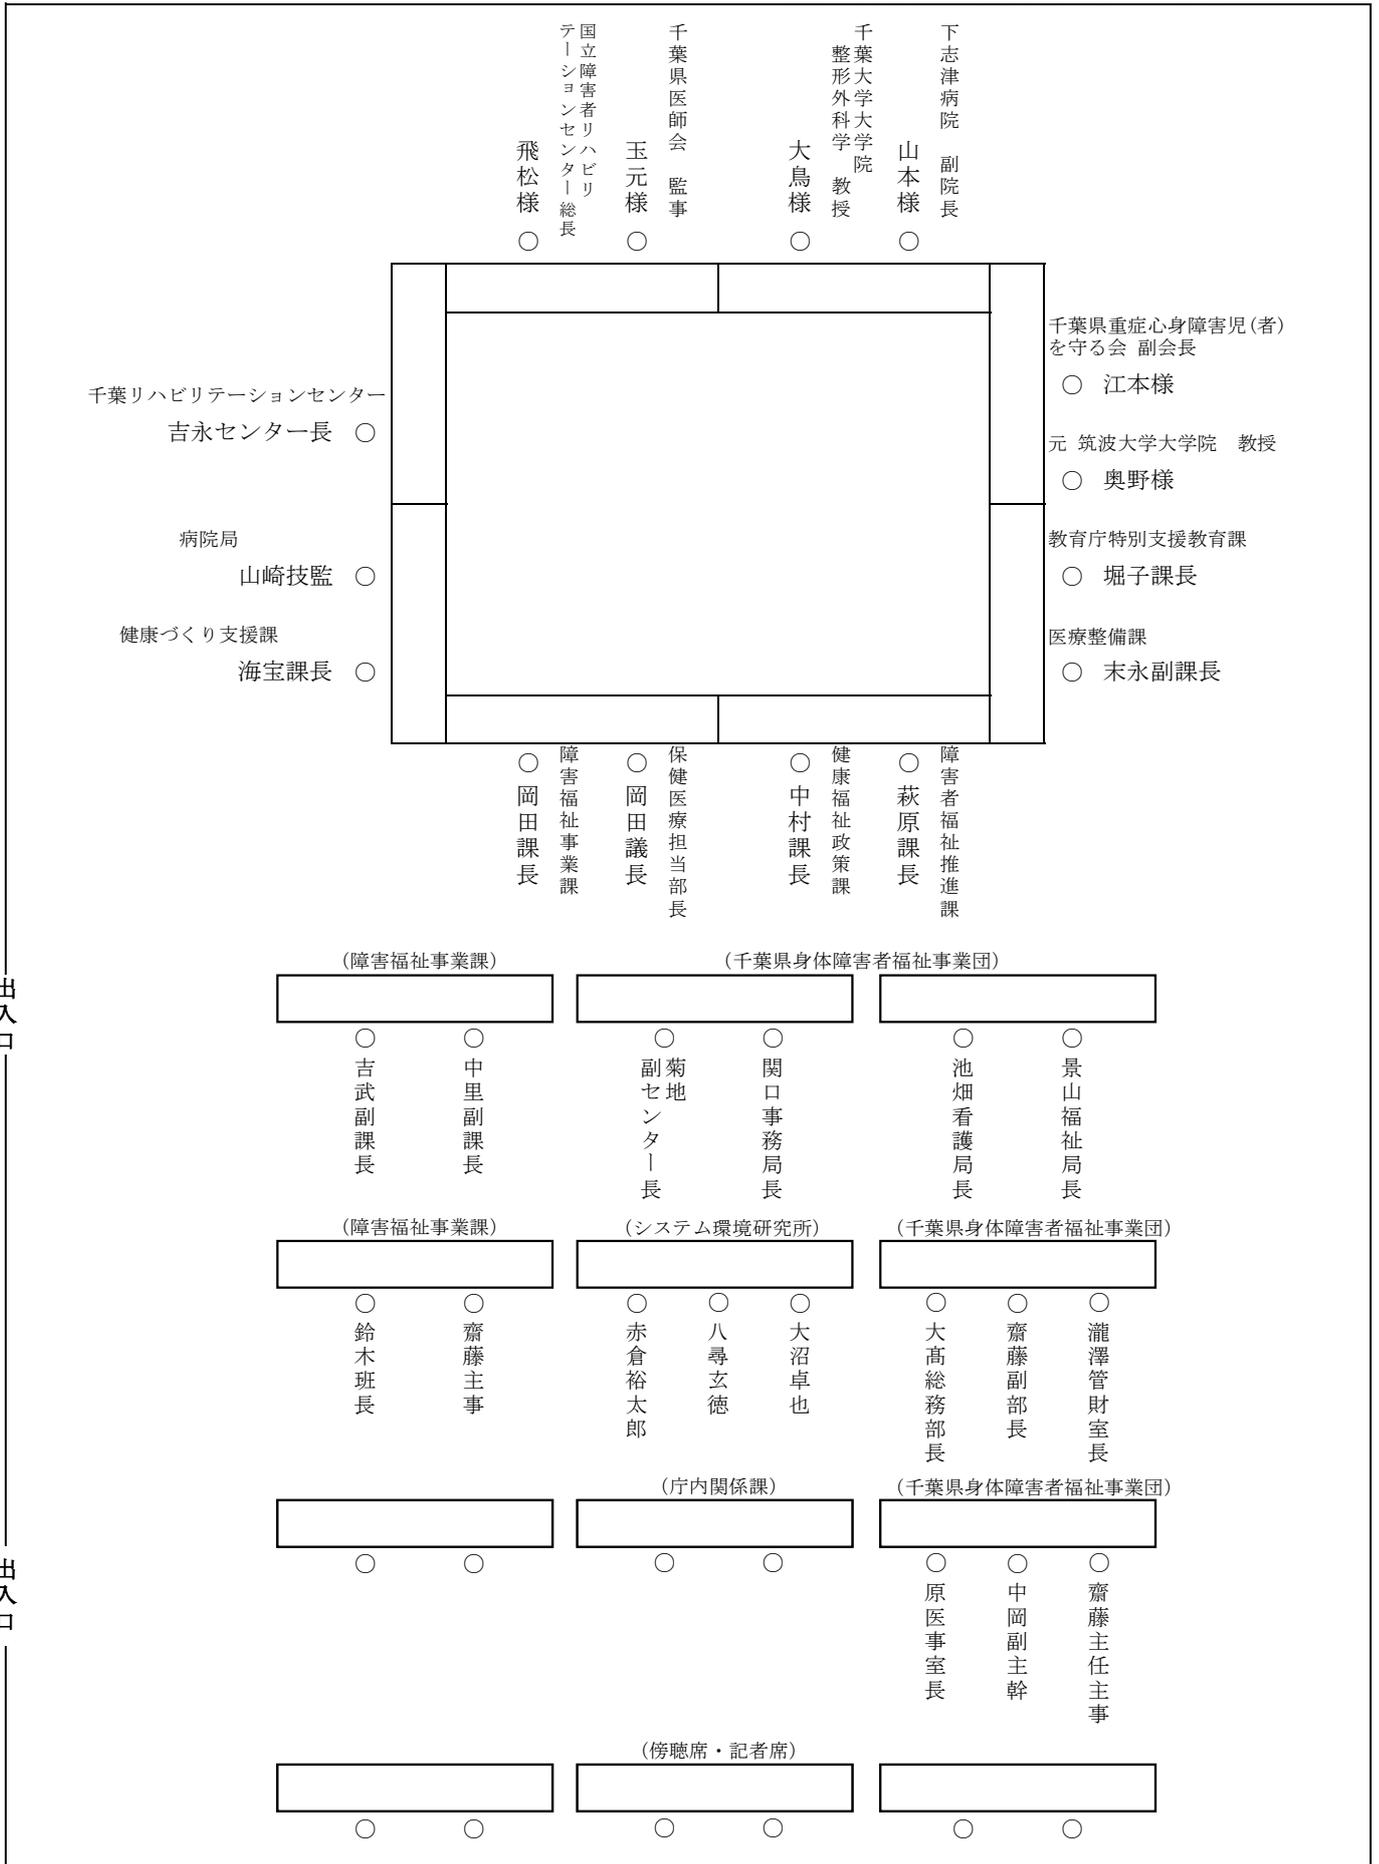 下志津病院　副院長
山本様 ○
千葉大学大学院
整形外科学　教授
大鳥様 ○
千葉県医師会　監事
玉元様 ○
国立障害者リハビリ
テーションセンター総長
飛松様 ○
千葉県重症心身障害児(者)
を守る会 副会長
○ 江本様
元 筑波大学大学院　教授
○ 奥野様
教育庁特別支援教育課
○ 堀子課長
医療整備課
○ 末永副課長
千葉リハビリテーションセンター
吉永センター長 ○
病院局
山崎技監 ○
健康づくり支援課
海宝課長 ○
障害者福祉推進課
○ 萩原課長
健康福祉政策課
○ 中村課長
保健医療担当部長
○ 岡田議長
障害福祉事業課
○ 岡田課長
出入口
(障害福祉事業課)
○ 吉武副課長
○ 中里副課長
(千葉県身体障害者福祉事業団)
○ 菊地
副センター長
○ 関口事務局長
○ 池畑看護局長
○ 景山福祉局長
(障害福祉事業課)
○ 鈴木班長
○ 齋藤主事
(システム環境研究所)
○ 赤倉裕太郎
○ 八尋玄徳
○ 大沼卓也
(千葉県身体障害者福祉事業団)
○ 大髙総務部長
○ 齋藤副部長
○ 瀧澤管財室長
出入口
○ ○
(庁内関係課)
○ ○
(千葉県身体障害者福祉事業団)
○ 原医事室長
○ 中岡副主幹
○ 齋藤主任主事
(傍聴席・記者席)
○ ○ ○ ○ ○ ○